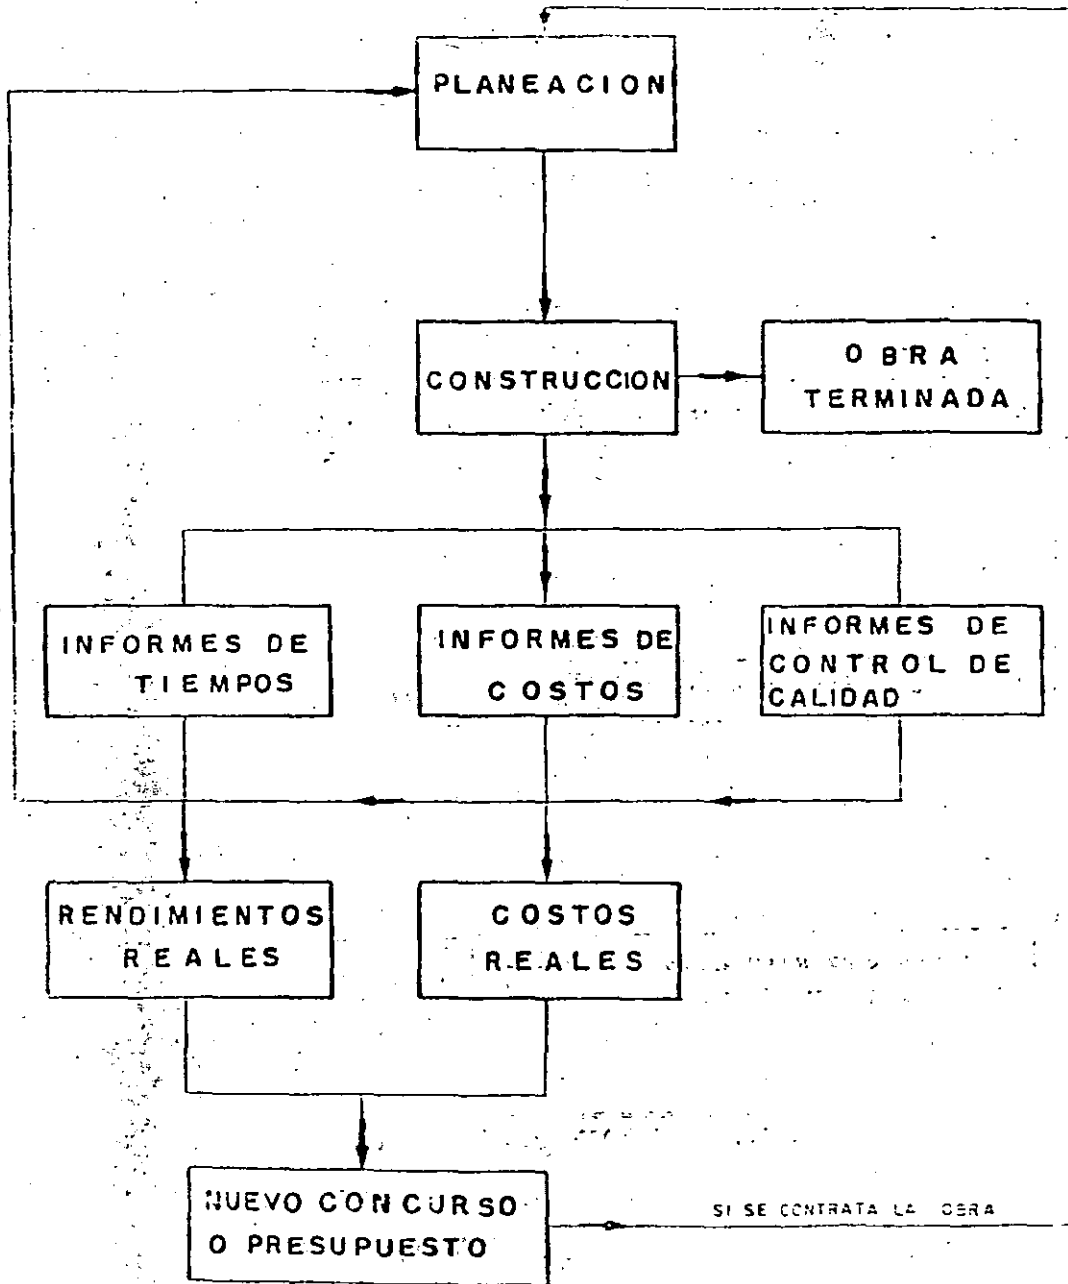 PLANEACION
CONSTRUCCION
OBRA
TERMINADA
INFORMES DE
TIEMPOS
INFORMES DE
COSTOS
INFORMES DE
CONTROL DE
CALIDAD
RENDIMIENTOS
REALES
COSTOS
REALES
NUEVO CONCURSO
O PRESUPUESTO
SI SE CONTRATA LA OBRA